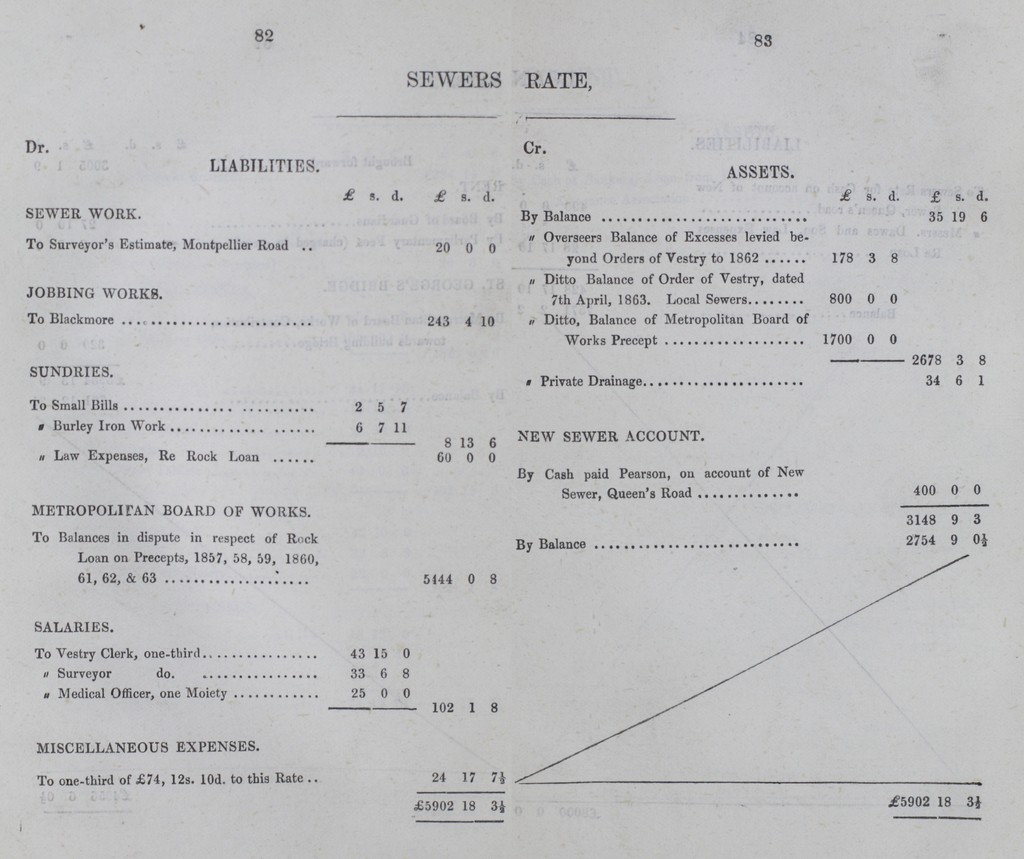 82
83
SEWERS RATE,
Dr.
LIABILITIES.
£ s. d. £ s. d.
SEWER WORK.
To Surveyor's Estimate, Montpellier Road .. 20 0 0
JOBBING WORKS.
To Blackmore ........................ 243 4 10
SUNDRIES.
To Small Bills ........................ 2 5 7
" Burley Iron Work ................... 6 7 11
8 13 6
" Law Expenses, Re Rock Loan ...... 60 0 0
METROPOLITAN BOARD OF WORKS.
To Balances in dispute in respect of Rock
Loan on Precepts, 1857, 58, 59, 1860,
61, 62, & 63 ................... 5444 0 8
SALARIES.
To Vestry Clerk, one-third ................ 43 15 0
" Surveyor do. ................ 33 6 8
" Medical Officer, one Moiety ............ 25 0 0
102 1 8
MISCELLANEOUS EXPENSES.
To one-third of £74, 12s. 10d. to this Rate .. 24 17 7½
£5902 18 3½
Cr.
ASSETS.
£ s. d. £ s. d.
By Balance .......................... 35 19 6
" Overseers Balance of Excesses levied be-
yond Orders of Vestry to 1862 ...... 178 3 8
" Ditto Balance of Order of Vestry, dated
7th April, 1863. Local Sewers ........ 800 0 0
" Ditto, Balance of Metropolitan Board of
Works Precept .................. 1700 0 0
2678 3 8
" Private Drainage ...................... 34 6 1
NEW SEWER ACCOUNT.
By Cash paid Pearson, on account of New
Sewer, Queen's Road .............. 400 0 0
3148 9 3
By Balance ............................ 2754 9 0½
£5902 18 3½